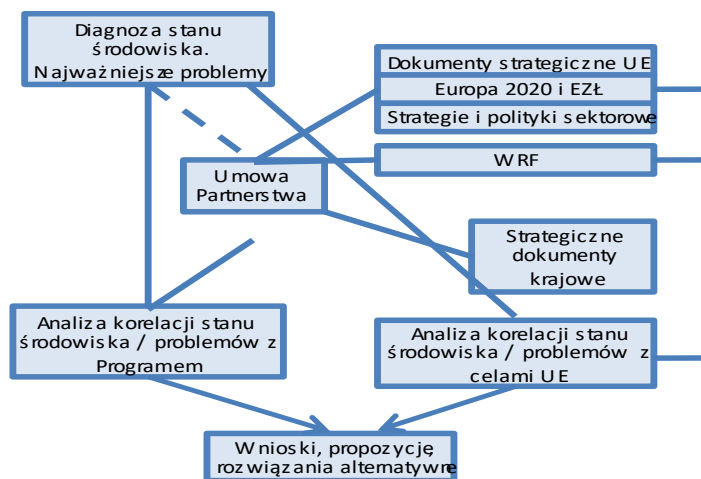 Diagnoza stanu
środowiska.
Najważniejsze problemy
Dokumenty strategiczne UE
Europa 2020 i EZŁ
Strategie i polityki sektorowe
WRF
Umowa
Partnerstwa
Strategiczne
dokumenty
krajowe
Analiza korelacji stanu
środowiska / problemów z
Programem
Analiza korelacji stanu
środowiska / problemów z
celami UE
Wnioski, propozycję,
rozwiązania alternatywne